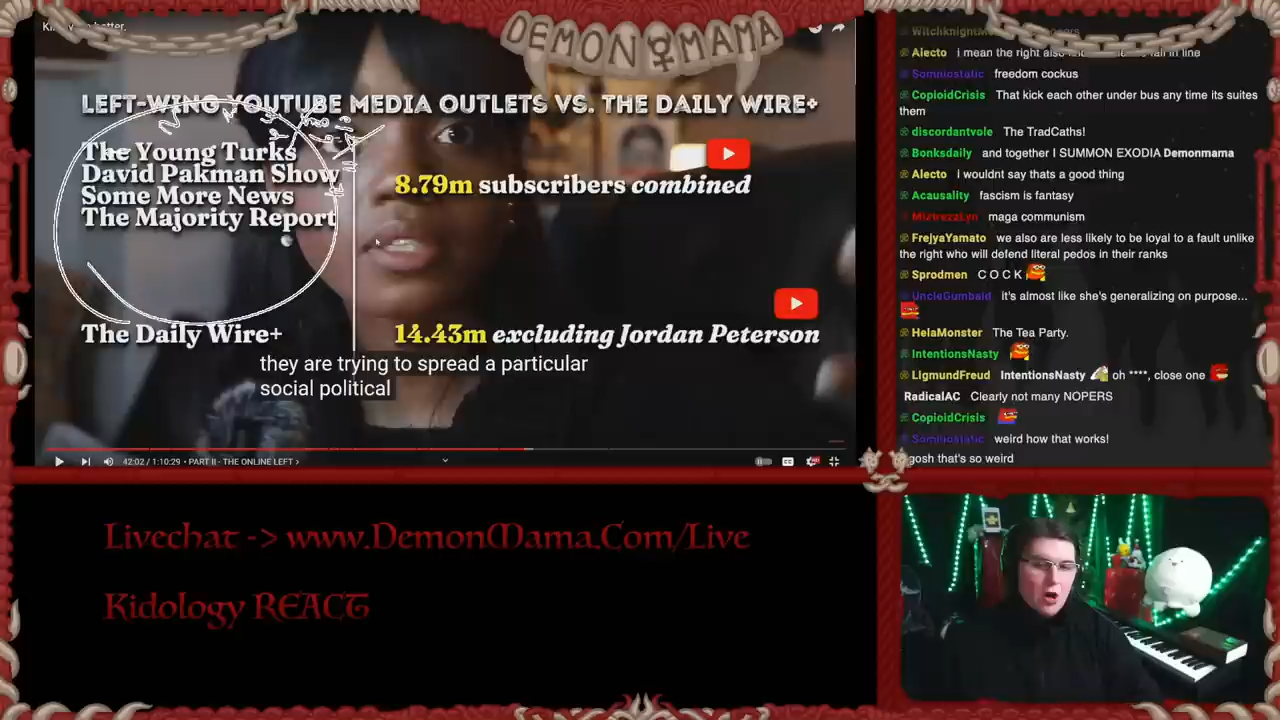 DEMON MAMA
LEFT-WING YOUTUBE MEDIA OUTLETS VS. THE DAILY WIRE+
The Young Turks
David Pakman Show
Some More News
The Majority Report
8.79m subscribers combined
The Daily Wire+
14.43m excluding Jordan Peterson
they are trying to spread a particular
social political
42:02 / 1:10:29 • PART II - THE ONLINE LEFT ›
Alecto i mean the right also
Somniostatic freedom cockus
CopioidCrisis That kick each other under bus any time its suites
them
discordantvole The TradCaths!
Bonksdaily and together I SUMMON EXODIA Demonmama
Alecto I wouldnt say thats a good thing
Acausality fascism is fantasy
MiztrezzLyn maga communism
FrejyaYamato we also are less likely to be loyal to a fault unlike
the right who will defend literal pedos in their ranks
Sprodmen C O C K
UncleGumbald it's almost like she's generalizing on purpose...
HelaMonster The Tea Party.
IntentionsNasty
LigmundFreud IntentionsNasty oh ****, close one
RadicalAC Clearly not many NOPERS
CopioidCrisis
Somniostatic weird how that works!
gosh that's so weird
Livechat -> www.DemonMama.Com/Live
Kidology REACT